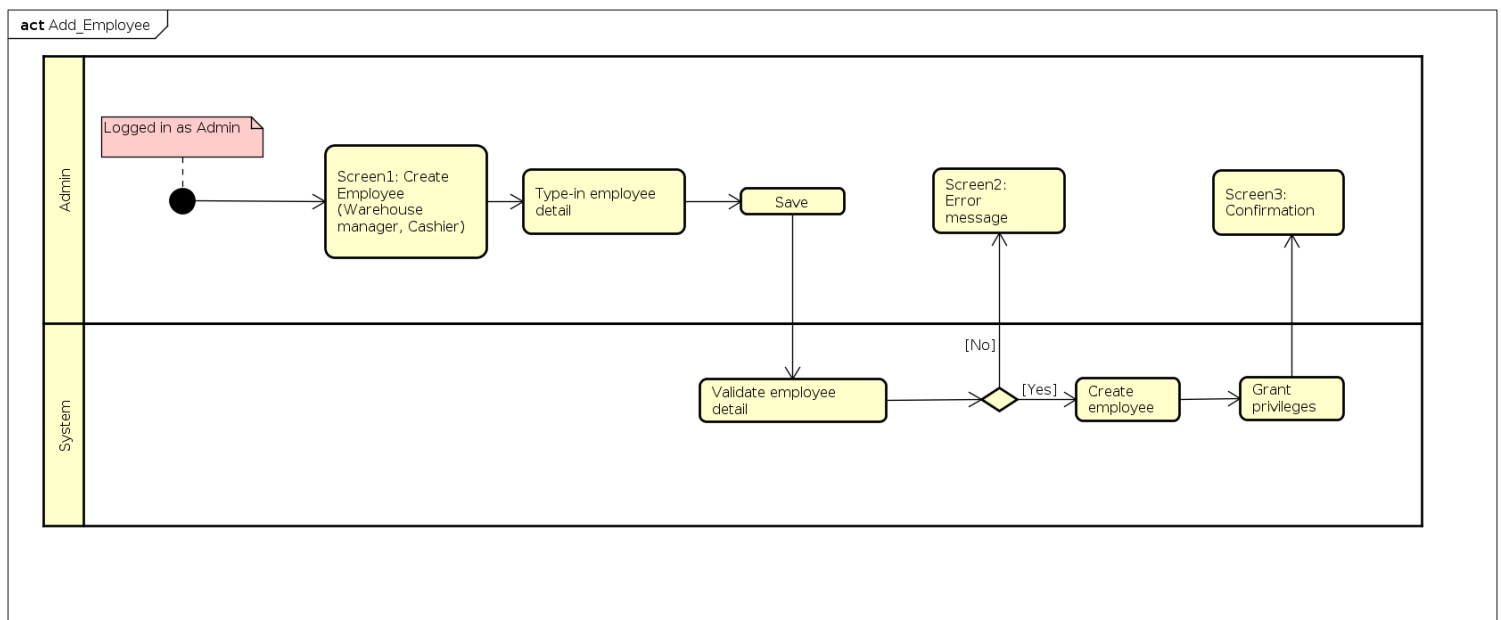 act Add_Employee
Admin
Logged in as Admin
Screen1: Create
Employee
(Warehouse
manager, Cashier)
Type-in employee
detail
Save
Screen2:
Error
message
Screen3:
Confirmation
System
[No]
Validate employee
detail
[Yes]
Create
employee
Grant
privileges